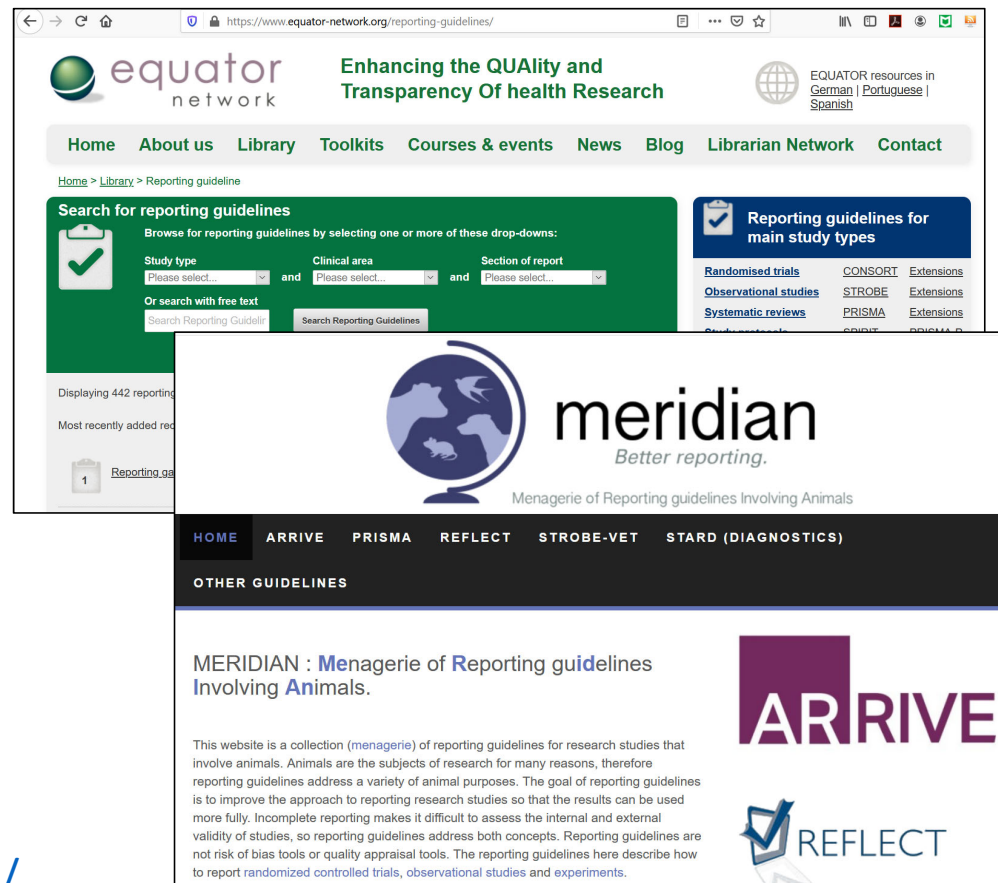 https://www.equator-network.org/reporting-guidelines/
equator
network
Enhancing the QUAlity and
Transparency Of health Research
EQUATOR resources in
German | Portuguese |
Spanish
Home About us Library Toolkits Courses & events News Blog Librarian Network Contact
Home > Library > Reporting guideline
Search for reporting guidelines
Browse for reporting guidelines by selecting one or more of these drop-downs:
Study type Clinical area Section of report
Please select... and Please select... and Please select...
Or search with free text
Search Reporting Guidelin Search Reporting Guidelines
Reporting guidelines for
main study types
Randomised trials CONSORT Extensions
Observational studies STROBE Extensions
Systematic reviews PRISMA Extensions
Study protocols SPIRIT PRISMA-P
Displaying 442 reporting
Most recently added rec
1 Reporting ga
meridian
Better reporting.
Menagerie of Reporting guidelines Involving Animals
HOME ARRIVE PRISMA REFLECT STROBE-VET STARD (DIAGNOSTICS)
OTHER GUIDELINES
MERIDIAN : Menagerie of Reporting guidelines
Involving Animals.
This website is a collection (menagerie) of reporting guidelines for research studies that
involve animals. Animals are the subjects of research for many reasons, therefore
reporting guidelines address a variety of animal purposes. The goal of reporting guidelines
is to improve the approach to reporting research studies so that the results can be used
more fully. Incomplete reporting makes it difficult to assess the internal and external
validity of studies, so reporting guidelines address both concepts. Reporting guidelines are
not risk of bias tools or quality appraisal tools. The reporting guidelines here describe how
to report randomized controlled trials, observational studies and experiments.
ARRIVE
REFLECT
/